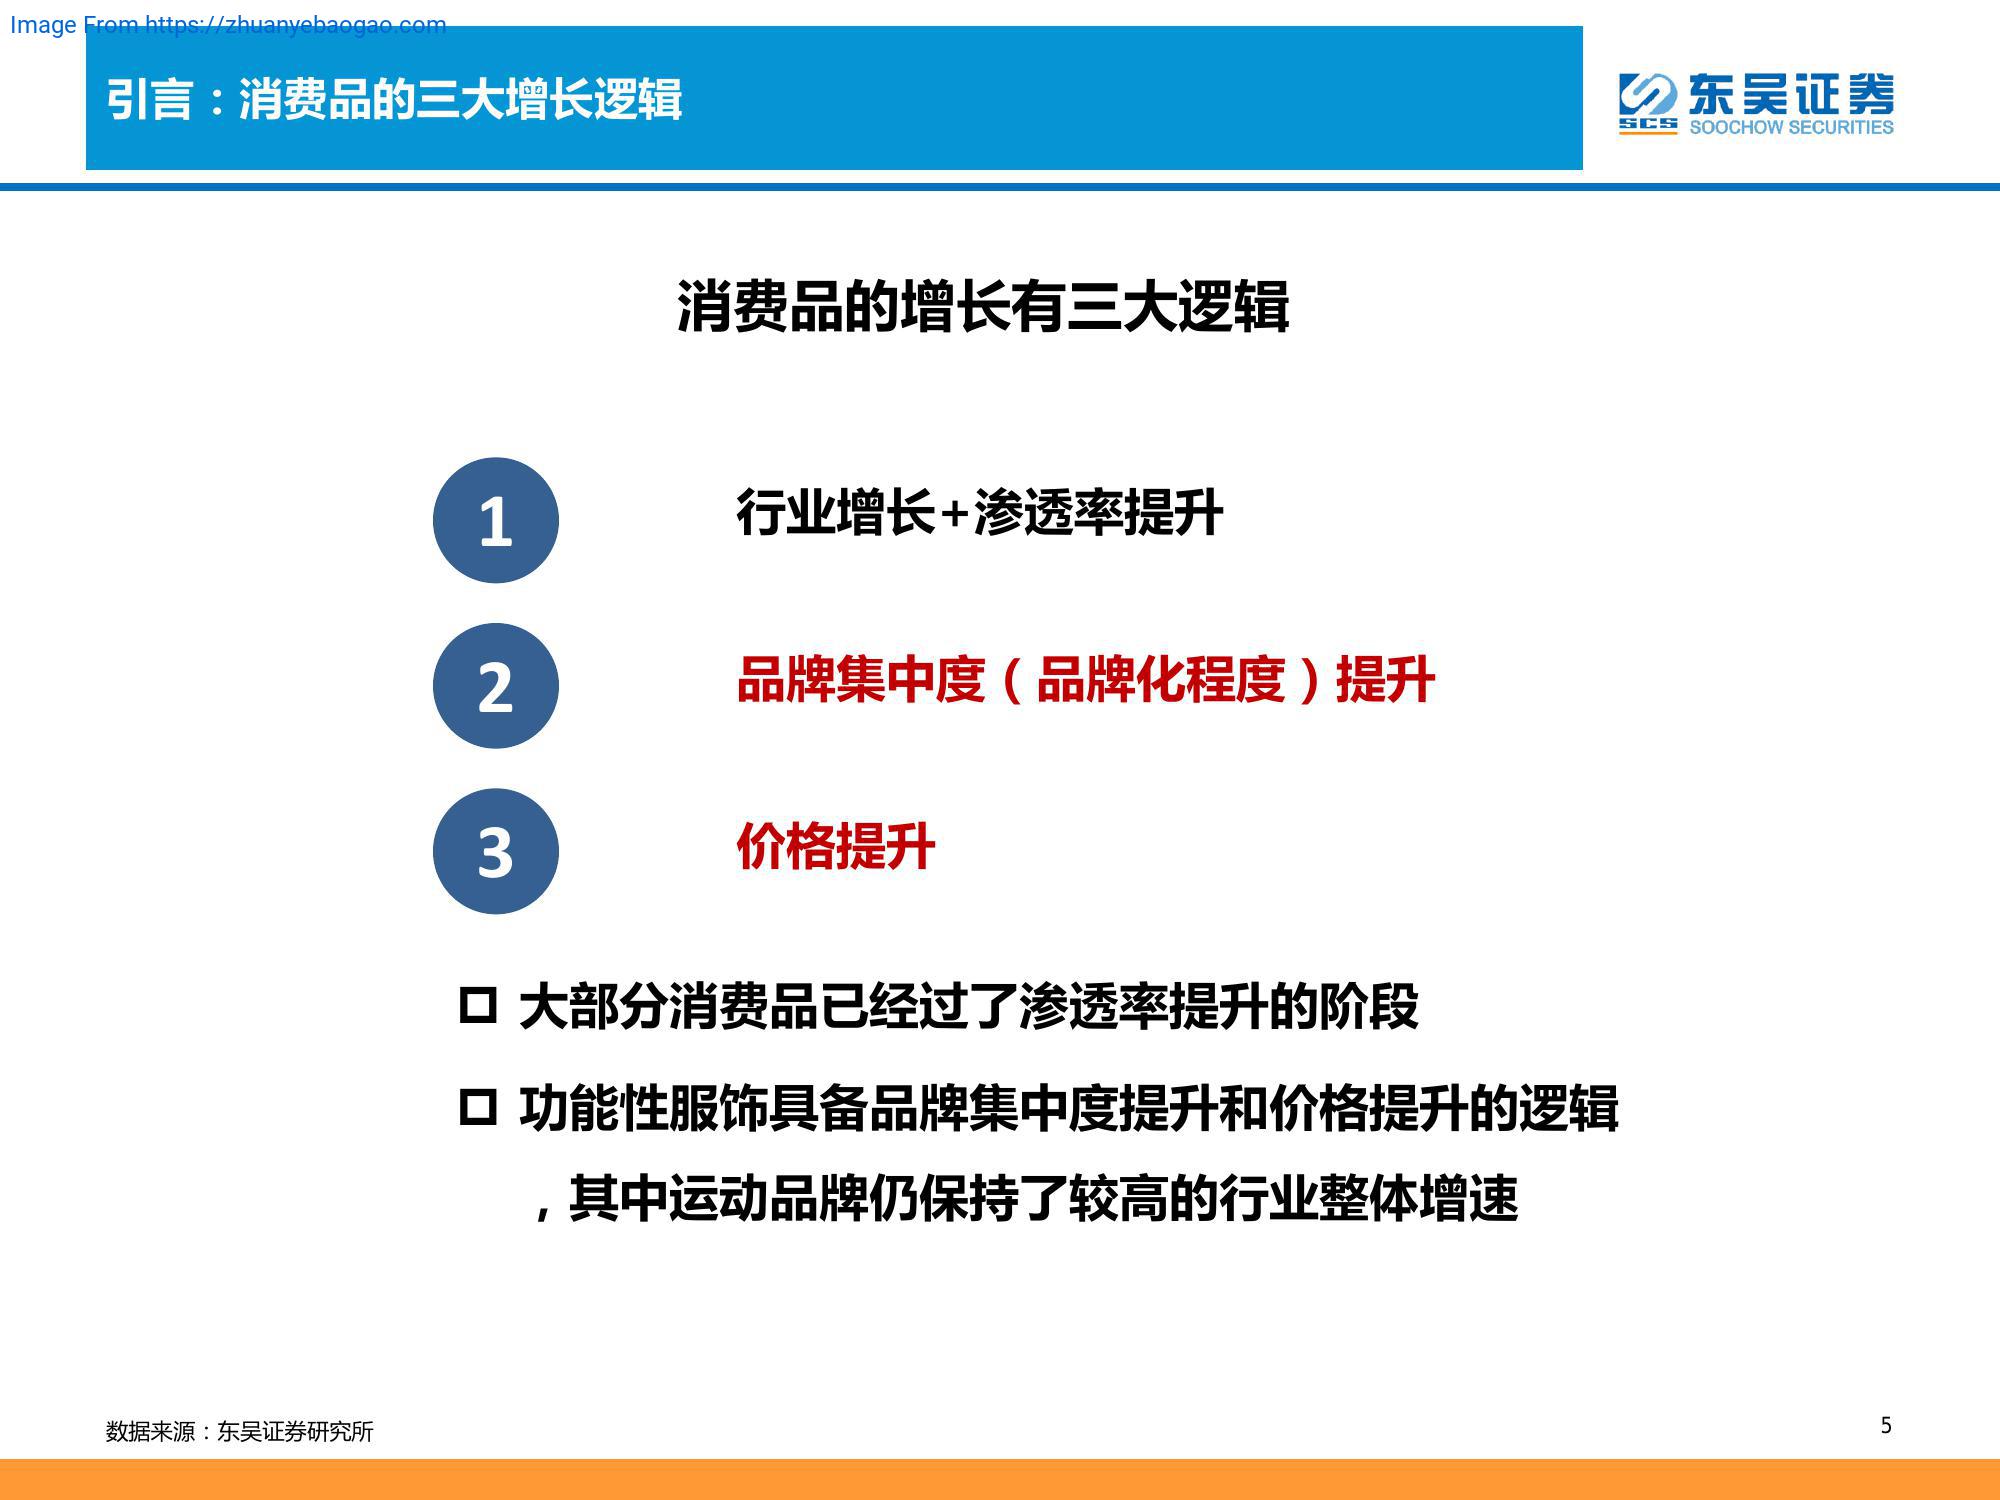 Image From https://zhuanyebaogao.com
引言：消费品的三大增长逻辑
东吴证券
SCS
SOOCHOW SECURITIES
消费品的增长有三大逻辑
1
行业增长+渗透率提升
2
品牌集中度（品牌化程度）提升
3
价格提升
大部分消费品已经过了渗透率提升的阶段
功能性服饰具备品牌集中度提升和价格提升的逻辑
，其中运动品牌仍保持了较高的行业整体增速
数据来源：东吴证券研究所
5